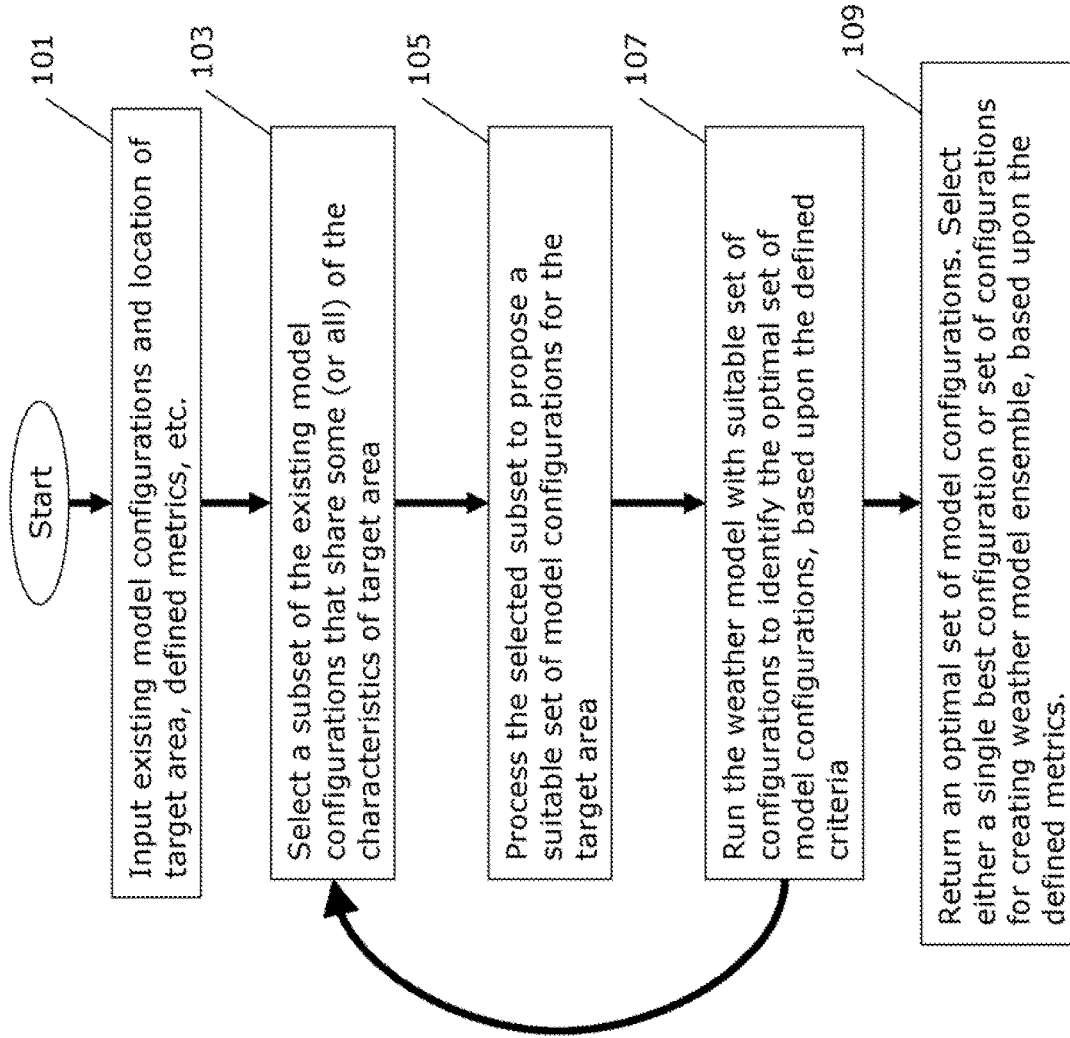 Start
101
Input existing model configurations and location of
target area, defined metrics, etc.
103
Select a subset of the existing model
configurations that share some (or all) of the
characteristics of target area
105
Process the selected subset to propose a
suitable set of model configurations for the
target area
107
Run the weather model with suitable set of
configurations to identify the optimal set of
model configurations, based upon the defined
criteria
109
Return an optimal set of model configurations. Select
either a single best configuration or set of configurations
for creating weather model ensemble, based upon the
defined metrics.